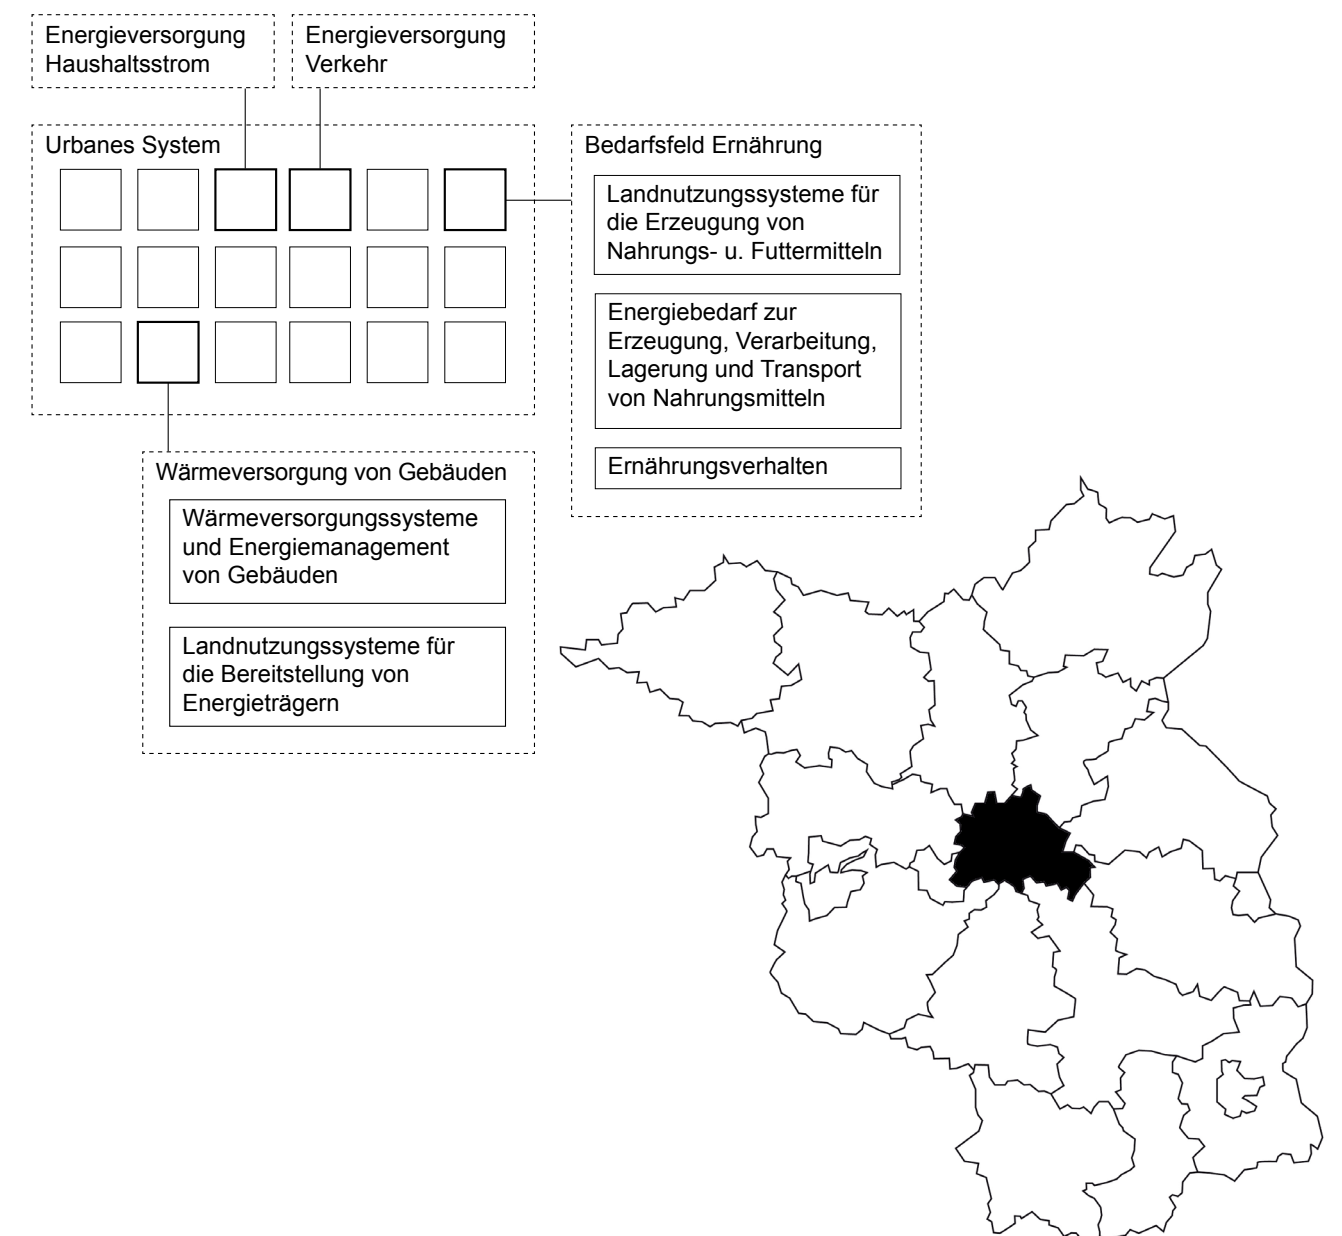 Energieversorgung
Haushaltsstrom
Energieversorgung
Verkehr
Urbanes System
Bedarfsfeld Ernährung
Landnutzungssysteme für
die Erzeugung von
Nahrungs- u. Futtermitteln
Energiebedarf zur
Erzeugung, Verarbeitung,
Lagerung und Transport
von Nahrungsmitteln
Ernährungsverhalten
Wärmeversorgung von Gebäuden
Wärmeversorgungssysteme
und Energiemanagement
von Gebäuden
Landnutzungssysteme für
die Bereitstellung von
Energieträgern